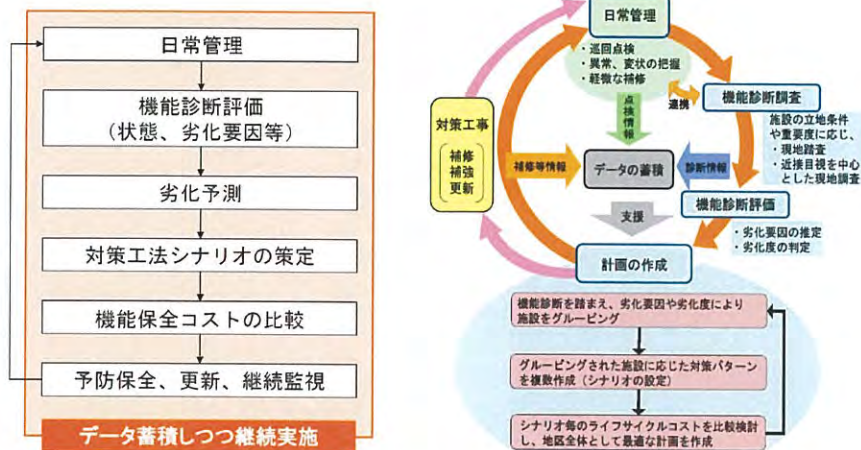 日常管理
機能診断評価
（状態、劣化要因等）
劣化予測
対策工法シナリオの策定
機能保全コストの比較
予防保全、更新、継続監視
データ蓄積しつつ継続実施
日常管理
・巡回点検
・異常、変状の把握
・軽微な補修
点検情報
連携
機能診断調査
施設の立地条件
や重要度に応じ、
・現地踏査
・近接目視を中心
とした現地調査
対策工事
補修
補強
更新
補修等情報
データの蓄積
診断情報
機能診断評価
・劣化要因の推定
・劣化度の判定
支援
計画の作成
機能診断を踏まえ、劣化要因や劣化度により
施設をグルーピング
グルーピングされた施設に応じた対策パターン
を複数作成（シナリオの設定）
シナリオ毎のライフサイクルコストを比較検討
し、地区全体として最適な計画を作成